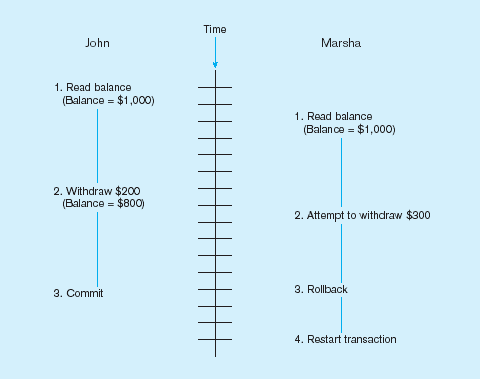 Time
John
Marsha
1. Read balance
(Balance = $1,000)
1. Read balance
(Balance = $1,000)
2. Withdraw $200
(Balance = $800)
2. Attempt to withdraw $300
3. Commit
3. Rollback
4. Restart transaction